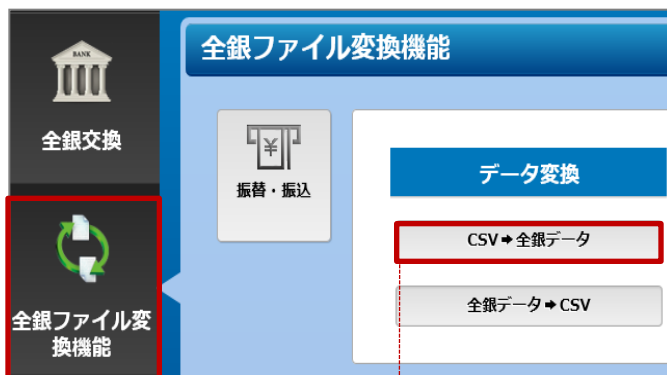 全銀ファイル変換機能
BANK
全銀交換
振替・振込
データ変換
CSV➡全銀データ
全銀データ➡CSV
全銀ファイル変
換機能